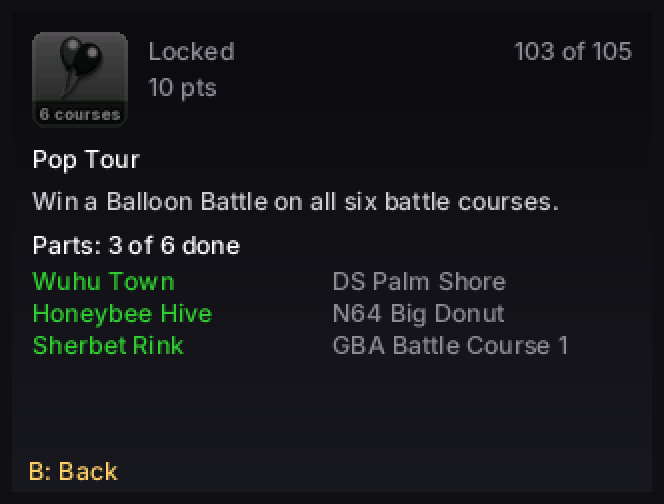 Locked
103 of 105
10 pts
6 courses
Pop Tour
Win a Balloon Battle on all six battle courses.
Parts: 3 of 6 done
Wuhu Town
DS Palm Shore
Honeybee Hive
N64 Big Donut
Sherbet Rink
GBA Battle Course 1
B: Back